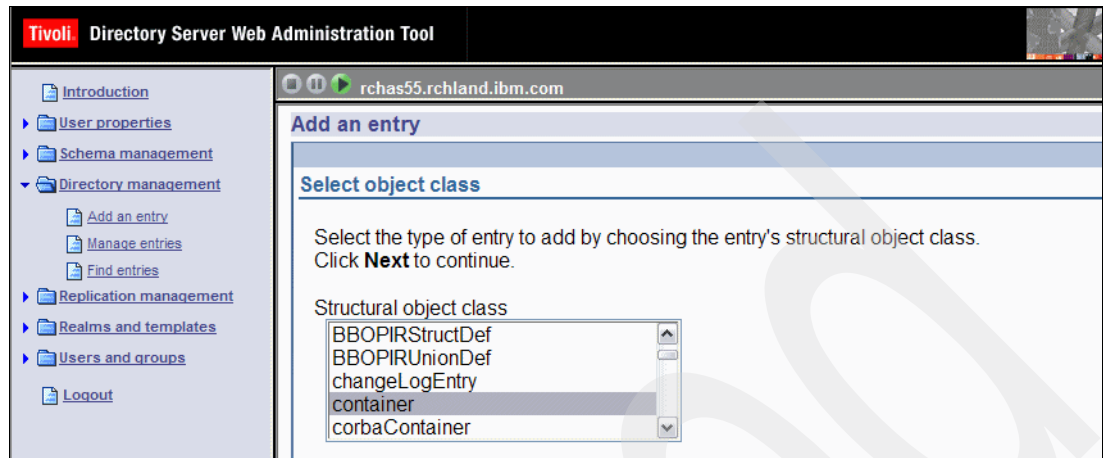 Tivoli. Directory Server Web Administration Tool
Introduction
User properties
Schema management
Directory management
Add an entry
Manage entries
Find entries
Replication management
Realms and templates
Users and groups
Logout
rchas55.rchland.ibm.com
Add an entry
Select object class
Select the type of entry to add by choosing the entry's structural object class.
Click Next to continue.
Structural object class
BBOPIRStructDef
BBOPIRUnionDef
changeLogEntry
container
corbaContainer